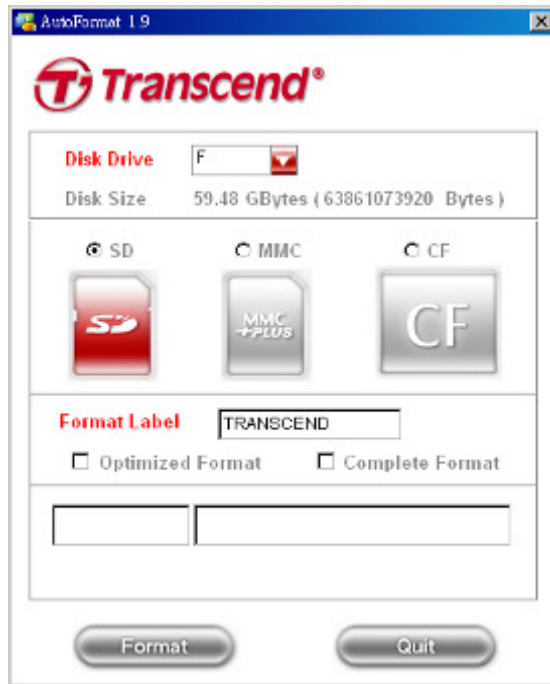 AutoFormat 1.9
Transcend®
Disk Drive F
Disk Size 59.48 GBytes ( 63861073920 Bytes )
SD MMC CF
SD MMC +PLUS CF
Format Label TRANSCEND
Optimized Format Complete Format
Format Quit